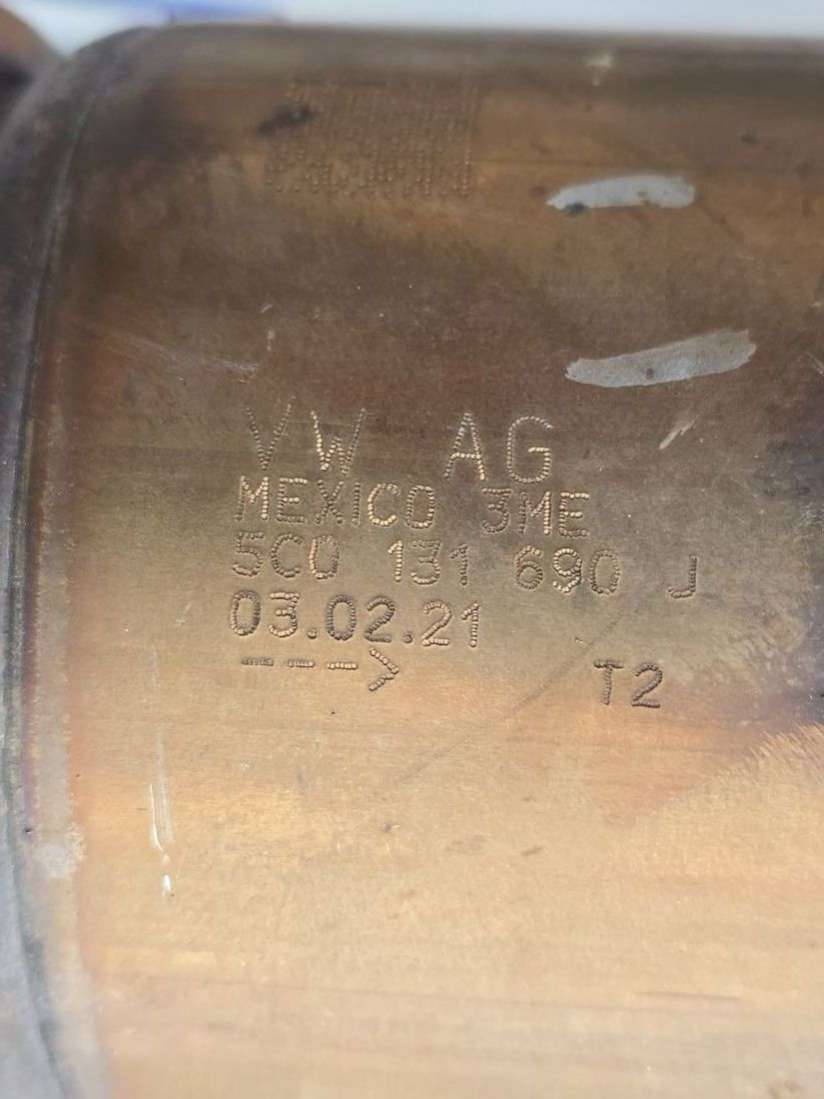 VW AG
MEXICO 3ME
5C0 131 690 J
03.02.21
---> T2